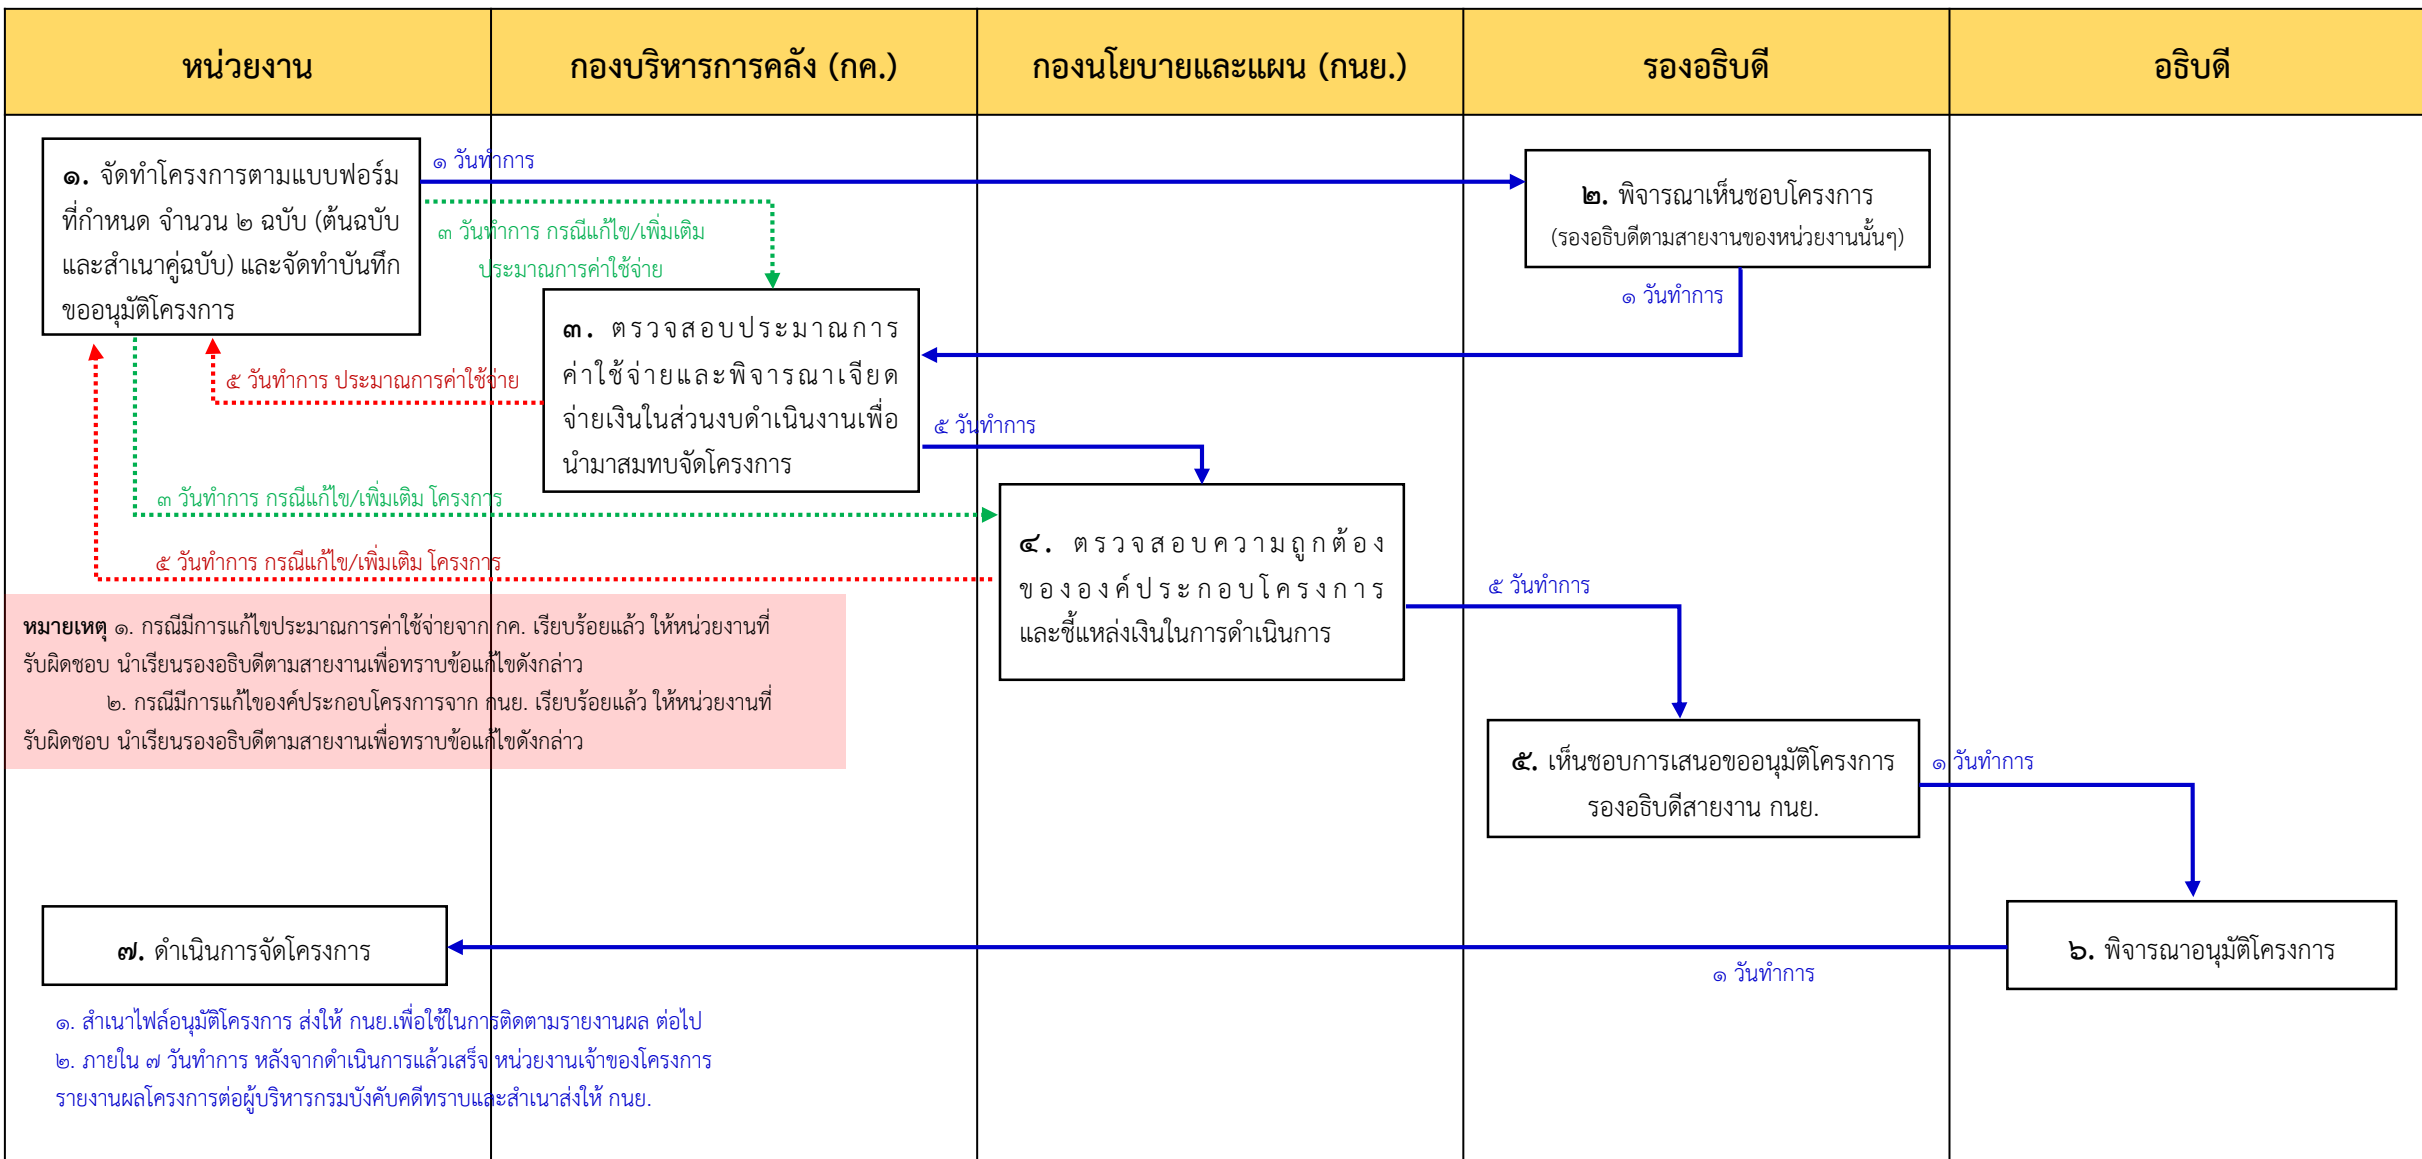 หน่วยงาน
กองบริหารการคลัง (กค.)
กองนโยบายและแผน (กนย.)
รองอธิบดี
อธิบดี
๑. จัดทำโครงการตามแบบฟอร์ม
ที่กำหนด จำนวน ๒ ฉบับ (ต้นฉบับ
และสำเนาคู่ฉบับ) และจัดทำบันทึก
ขออนุมัติโครงการ
๑ วันทำการ
๓ วันทำการ กรณีแก้ไข/เพิ่มเติม
ประมาณการค่าใช้จ่าย
๒. พิจารณาเห็นชอบโครงการ
(รองอธิบดีตามสายงานของหน่วยงานนั้นๆ)
๑ วันทำการ
๓. ตรวจสอบประมาณการ
ค่าใช้จ่ายและพิจารณาเจียด
จ่ายเงินในส่วนงบดำเนินงานเพื่อ
นำมาสมทบจัดโครงการ
๕ วันทำการ ประมาณการค่าใช้จ่าย
๕ วันทำการ
๓ วันทำการ กรณีแก้ไข/เพิ่มเติม โครงการ
๕ วันทำการ กรณีแก้ไข/เพิ่มเติม โครงการ
๔. ตรวจสอบความถูกต้อง
ขององค์ประกอบโครงการ
และชี้แหล่งเงินในการดำเนินการ
๕ วันทำการ
หมายเหตุ ๑. กรณีมีการแก้ไขประมาณการค่าใช้จ่ายจาก กค. เรียบร้อยแล้ว ให้หน่วยงานที่
รับผิดชอบ นำเรียนรองอธิบดีตามสายงานเพื่อทราบข้อแก้ไขดังกล่าว
๒. กรณีมีการแก้ไของค์ประกอบโครงการจาก กนย. เรียบร้อยแล้ว ให้หน่วยงานที่
รับผิดชอบ นำเรียนรองอธิบดีตามสายงานเพื่อทราบข้อแก้ไขดังกล่าว
๕. เห็นชอบการเสนอขออนุมัติโครงการ
รองอธิบดีสายงาน กนย.
๑ วันทำการ
๗. ดำเนินการจัดโครงการ
๖. พิจารณาอนุมัติโครงการ
๑ วันทำการ
๑. สำเนาไฟล์อนุมัติโครงการ ส่งให้ กนย.เพื่อใช้ในการติดตามรายงานผล ต่อไป
๒. ภายใน ๗ วันทำการ หลังจากดำเนินการแล้วเสร็จ หน่วยงานเจ้าของโครงการ
รายงานผลโครงการต่อผู้บริหารกรมบังคับคดีทราบและสำเนาส่งให้ กนย.